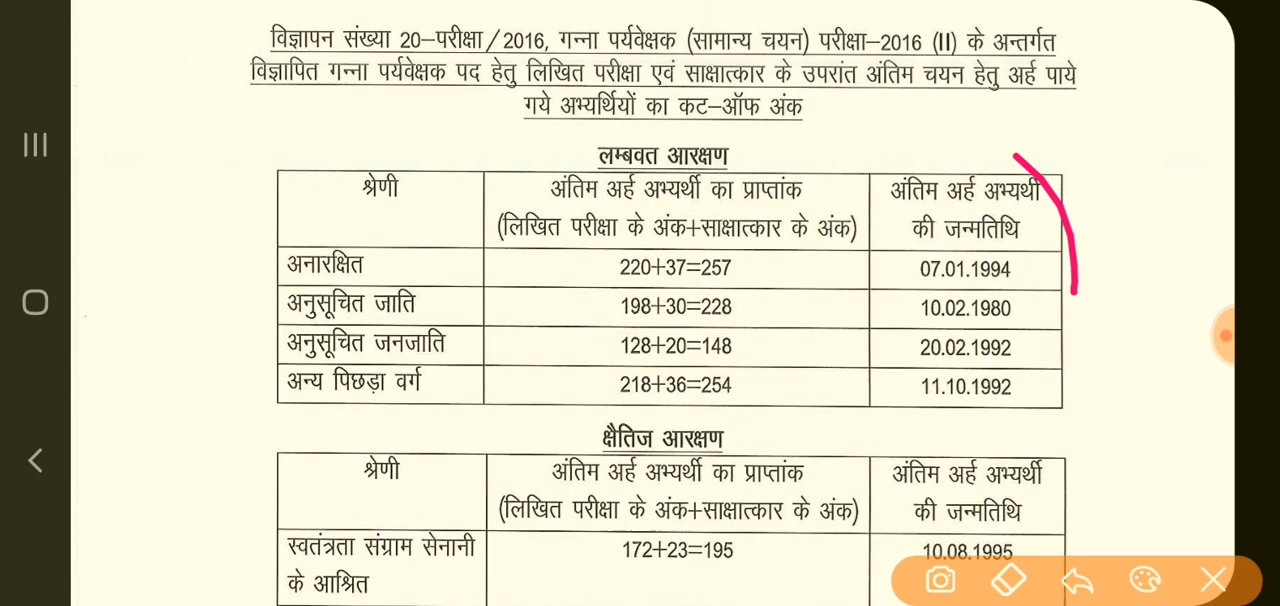 विज्ञापन संख्या 20–परीक्षा/2016, गन्ना पर्यवेक्षक (सामान्य चयन) परीक्षा–2016 (II) के अन्तर्गत
विज्ञापित गन्ना पर्यवेक्षक पद हेतु लिखित परीक्षा एवं साक्षात्कार के उपरांत अंतिम चयन हेतु अर्ह पाये
गये अभ्यर्थियों का कट–ऑफ अंक
लम्बवत आरक्षण
श्रेणी अंतिम अर्ह अभ्यर्थी का प्राप्तांक अंतिम अर्ह अभ्यर्थी
(लिखित परीक्षा के अंक+साक्षात्कार के अंक) की जन्मतिथि
अनारक्षित 220+37=257 07.01.1994
अनुसूचित जाति 198+30=228 10.02.1980
अनुसूचित जनजाति 128+20=148 20.02.1992
अन्य पिछड़ा वर्ग 218+36=254 11.10.1992
क्षैतिज आरक्षण
श्रेणी अंतिम अर्ह अभ्यर्थी का प्राप्तांक अंतिम अर्ह अभ्यर्थी
(लिखित परीक्षा के अंक+साक्षात्कार के अंक) की जन्मतिथि
स्वतंत्रता संग्राम सेनानी 172+23=195 10.08.1995
के आश्रित